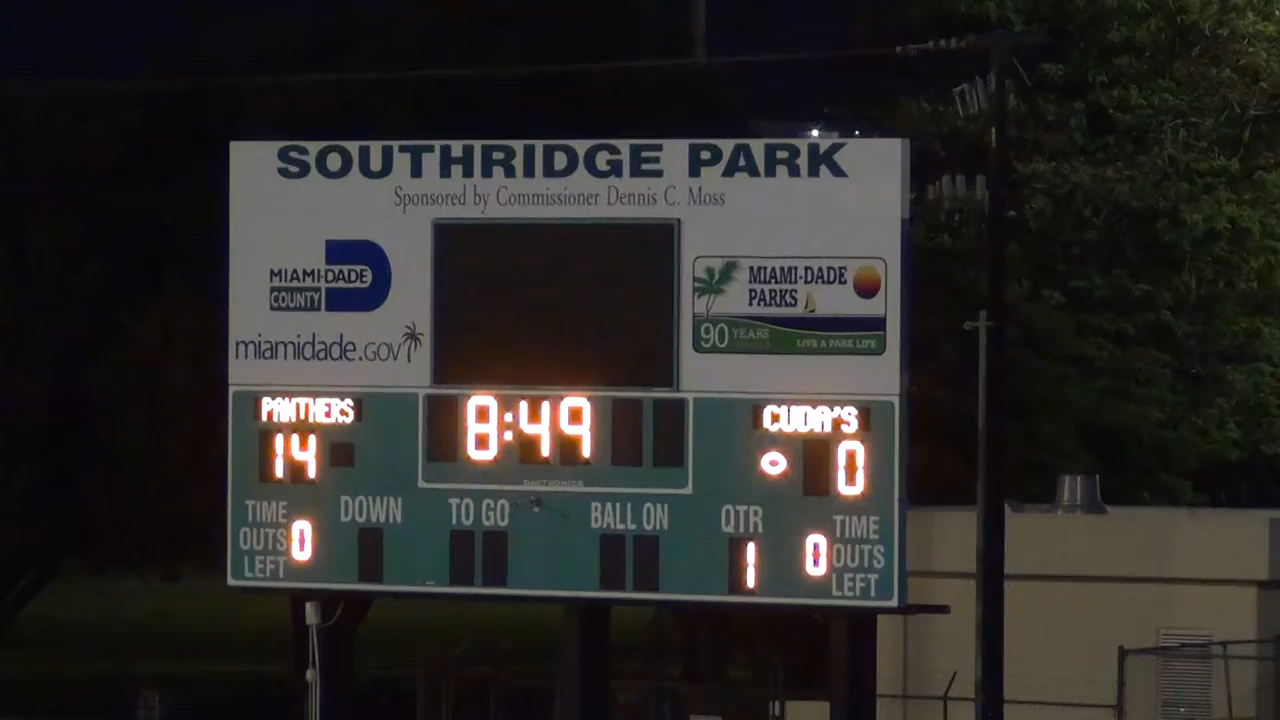 SOUTHRIDGE PARK
Sponsored by Commissioner Dennis C. Moss
MIAMI-DADE
COUNTY
miamidade.gov
MIAMI-DADE
PARKS
90 YEARS
LIVE A PARK LIFE
PANTHERS
14
8:49
CUDA'S
0
DAKTRONICS
TIME
OUTS
LEFT
0
DOWN
TO GO
BALL ON
QTR
1
0
TIME
OUTS
LEFT